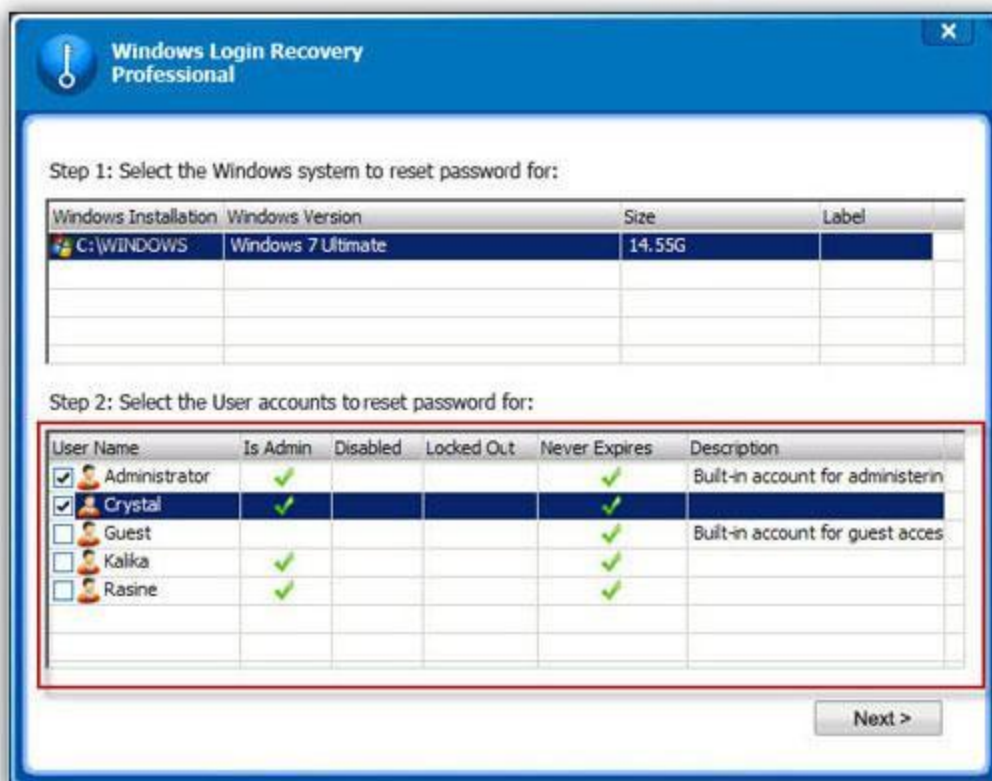 Windows Login Recovery
Professional
Step 1: Select the Windows system to reset password for:
Windows Installation Windows Version Size Label
C:\WINDOWS Windows 7 Ultimate 14.55G
Step 2: Select the User accounts to reset password for:
User Name Is Admin Disabled Locked Out Never Expires Description
Administrator Built-in account for administerin
Crystal
Guest Built-in account for guest acces
Kalika
Rasine
Next >